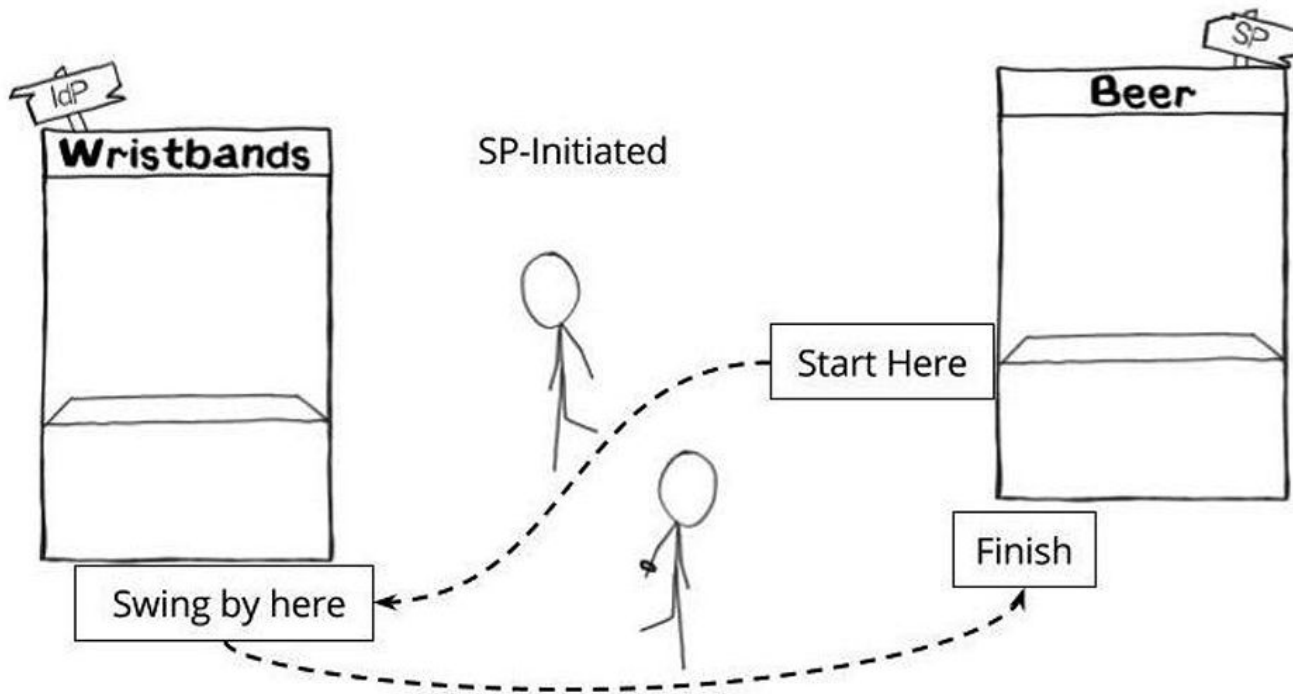 IdP
Wristbands
SP-Initiated
SP
Beer
Start Here
Swing by here
Finish